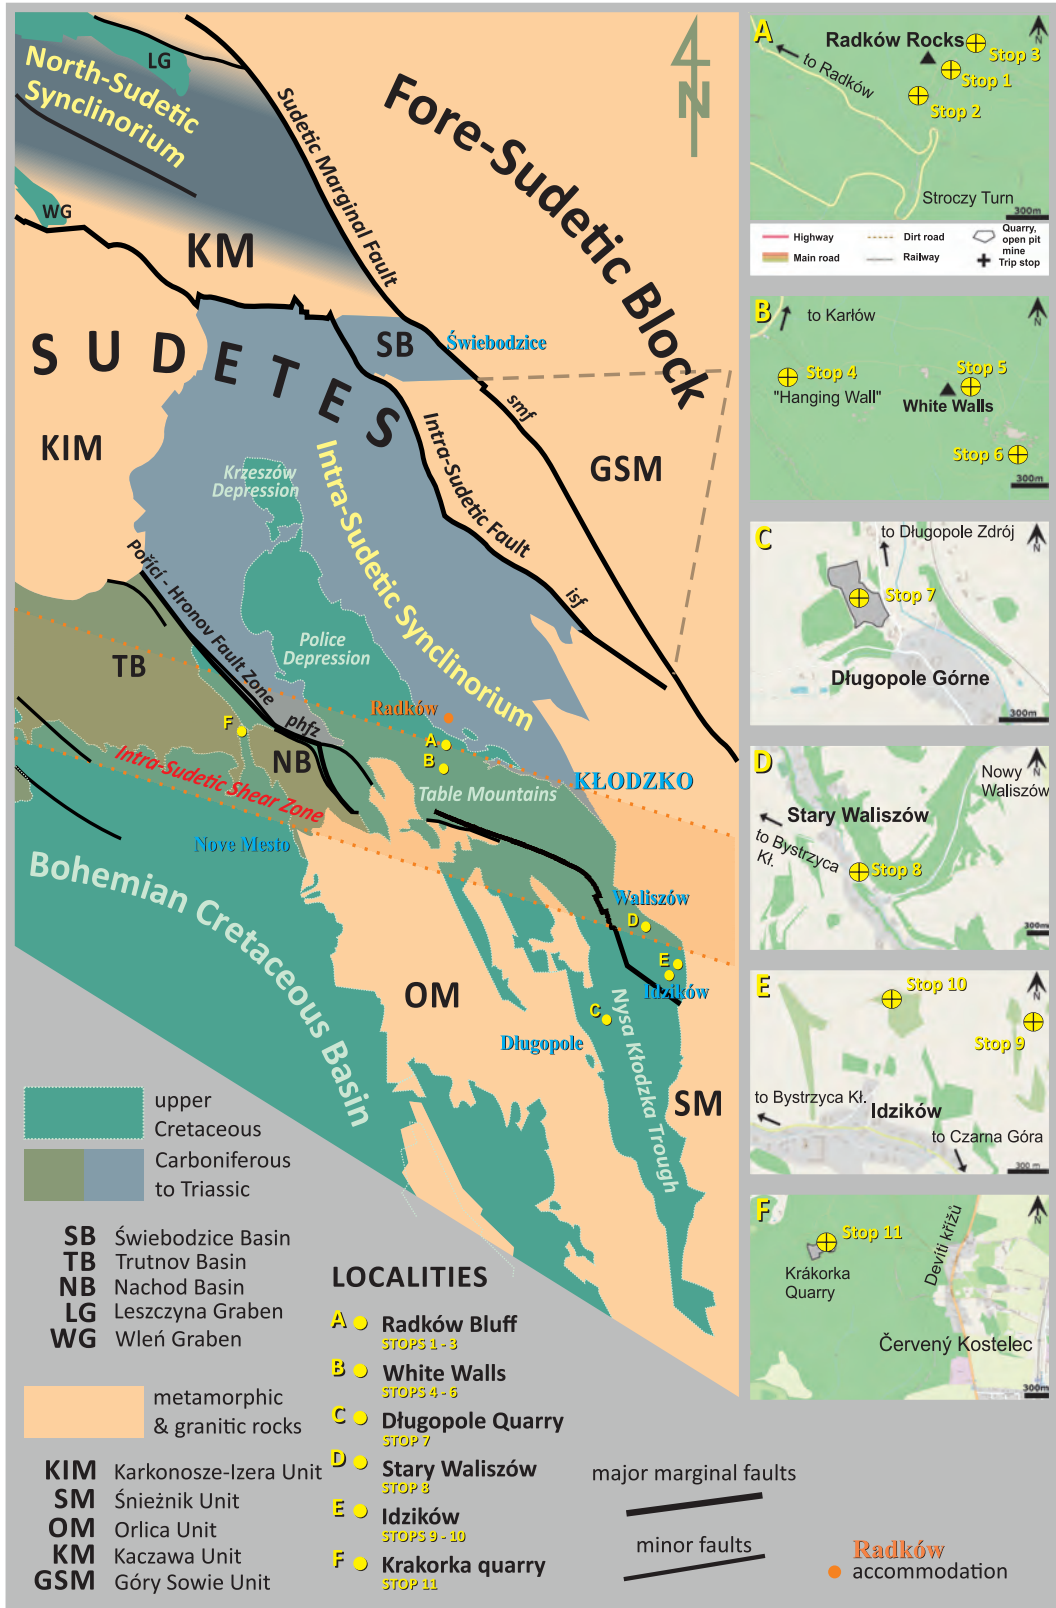 LG
North-Sudetic
Synclinorium
WG
KM
Sudetic Marginal Fault
Fore-Sudetic Block
N
SUDETES
SB
Świebodzice
smf
KIM
GSM
Krzeszów
Depression
Intra-Sudetic Synclinorium
Intra-Sudetic Fault
isf
Poříčí - Hronov Fault Zone
phfz
Police
Depression
TB
Radków
F
A
B
NB
Intra-Sudetic Shear Zone
Table Mountains
KŁODZKO
Nove Mesto
Bohemian Cretaceous Basin
Waliszów
D
E
Idzików
OM
C
Długopole
Nysa Kłodzka Trough
SM
upper
Cretaceous
Carboniferous
to Triassic
SB Świebodzice Basin
TB Trutnov Basin
NB Nachod Basin
LG Leszczyna Graben
WG Wleń Graben
metamorphic
& granitic rocks
KIM Karkonosze-Izera Unit
SM Śnieżnik Unit
OM Orlica Unit
KM Kaczawa Unit
GSM Góry Sowie Unit
LOCALITIES
A Radków Bluff
STOPS 1 - 3
B White Walls
STOPS 4 - 6
C Długopole Quarry
STOP 7
D Stary Waliszów
STOP 8
E Idzików
STOPS 9 - 10
F Krakorka quarry
STOP 11
major marginal faults
minor faults
Radków
accommodation
A
N
Radków Rocks
Stop 3
to Radków
Stop 1
Stop 2
Stroczy Turn
300m
Highway
Main road
Dirt road
Railway
Quarry,
open pit
mine
Trip stop
B
N
to Karłów
Stop 4
"Hanging Wall"
Stop 5
White Walls
Stop 6
300m
C
N
to Długopole Zdrój
Stop 7
Długopole Górne
300m
D
N
Nowy
Waliszów
Stary Waliszów
to Bystrzyca
Kł.
Stop 8
300m
E
N
Stop 10
Stop 9
to Bystrzyca Kł.
Idzików
to Czarna Góra
300 m
F
N
Stop 11
Krákorka
Quarry
Devíti křížů
Červený Kostelec
300m